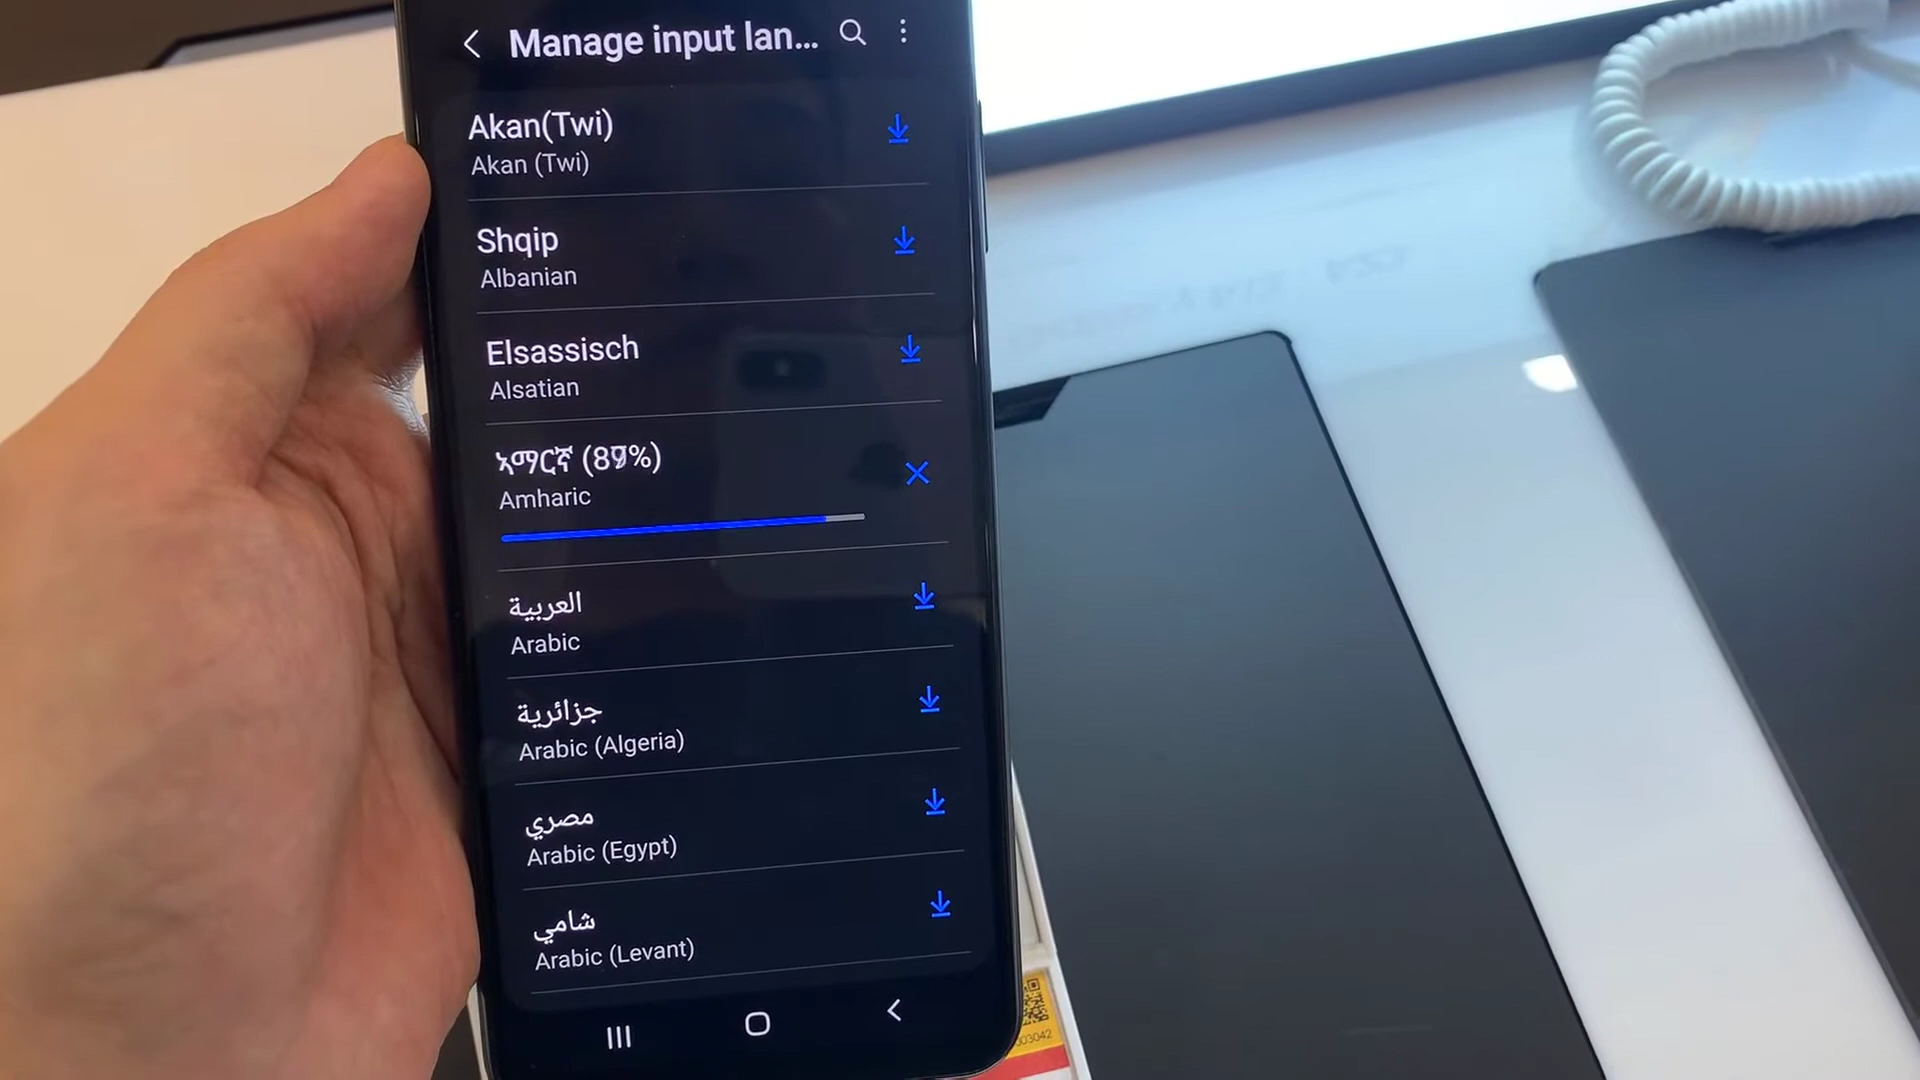 Manage input lan...
Akan(Twi)
Akan (Twi)
Shqip
Albanian
Elsassisch
Alsatian
አማርኛ
Amharic
العربية
Arabic
جزائرية
Arabic (Algeria)
مصري
Arabic (Egypt)
شامي
Arabic (Levant)